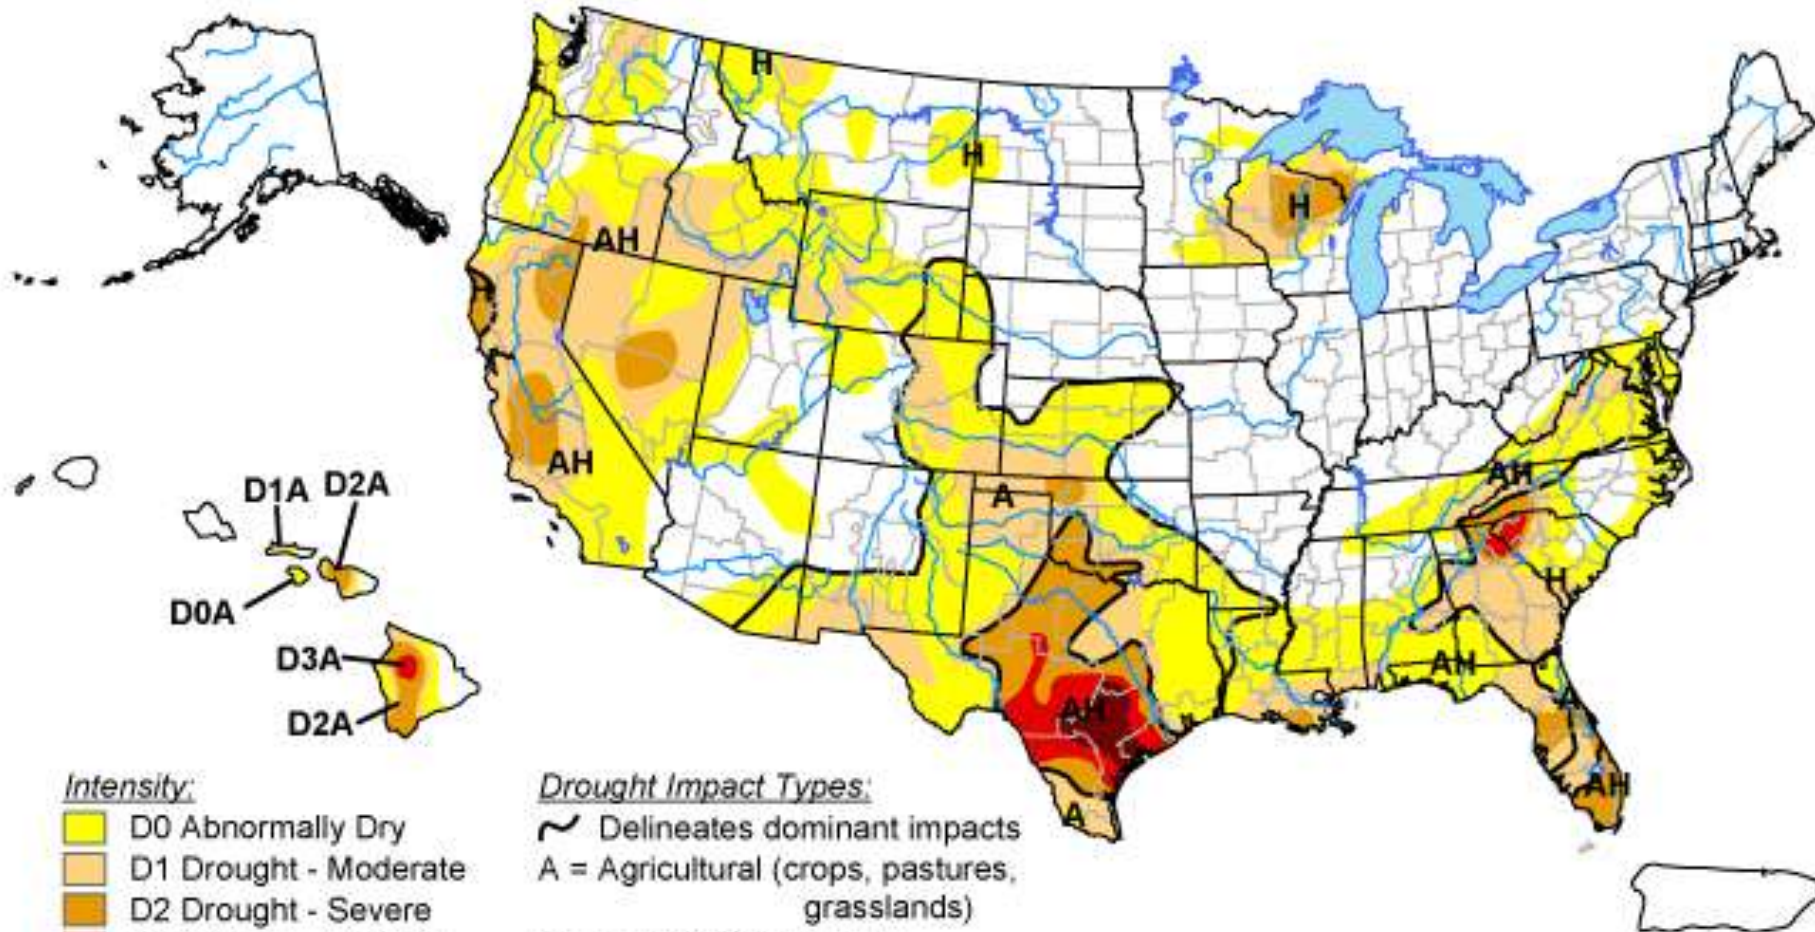 H
H
H
AH
H
AH
D1A D2A
A
AH
D0A
H
D3A
AH
A
D2A
AH
AH
A
Intensity:
D0 Abnormally Dry
D1 Drought - Moderate
D2 Drought - Severe
Drought Impact Types:
Delineates dominant impacts
A = Agricultural (crops, pastures,
grasslands)